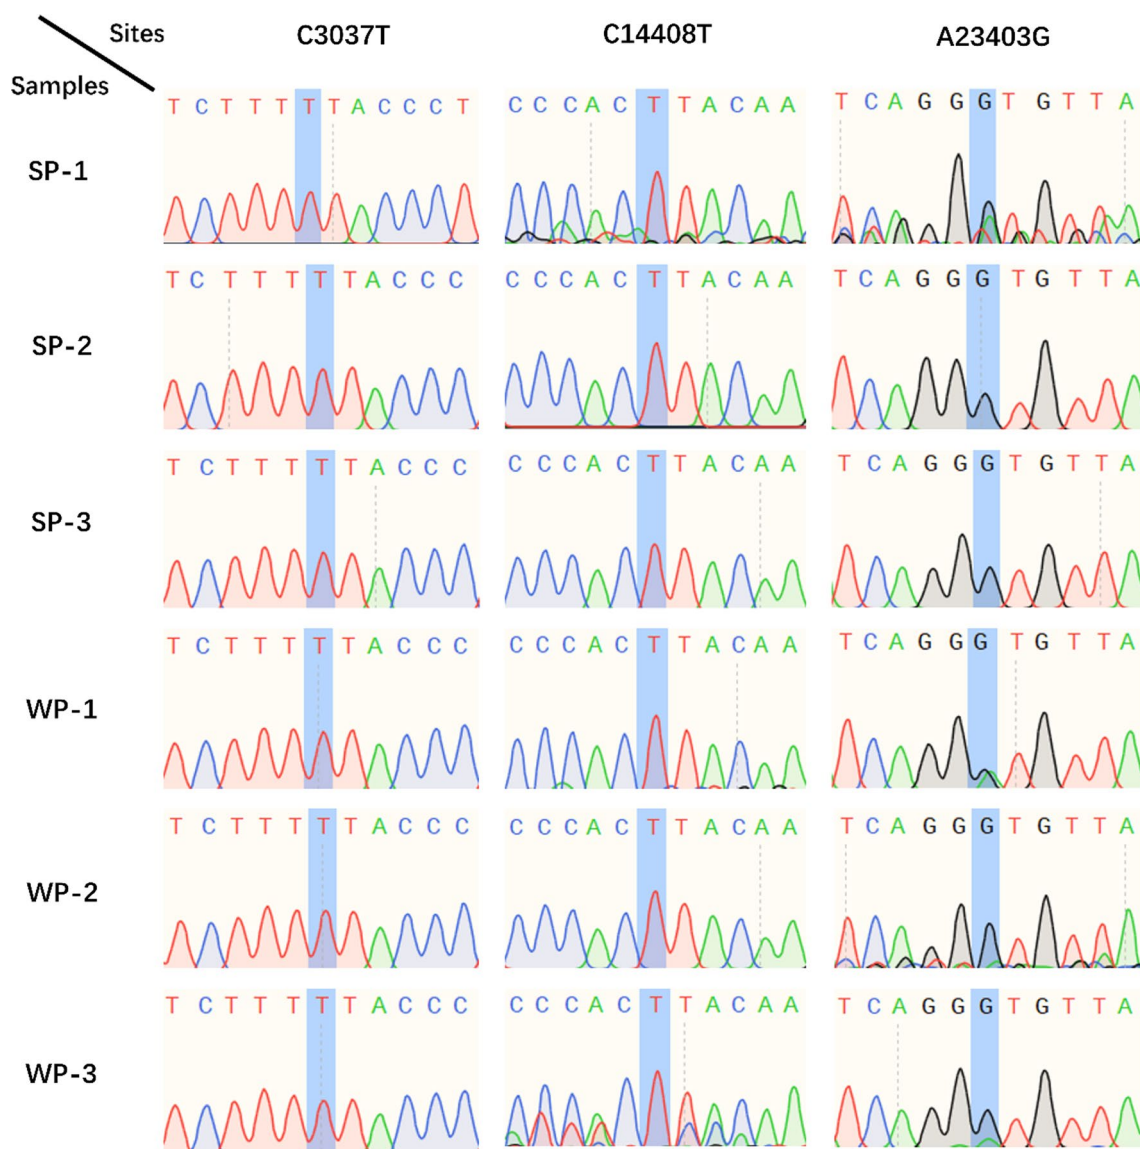 Sites C3037T C14408T A23403G
Samples
T C T T T T T A C C C T C C C A C T T A C A A T C A G G G T G T T A
SP-1
T C T T T T T A C C C C C C A C T T A C A A T C A G G G T G T T A
SP-2
T C T T T T T A C C C C C C A C T T A C A A T C A G G G T G T T A
SP-3
T C T T T T T A C C C C C C A C T T A C A A T C A G G G T G T T A
WP-1
T C T T T T T A C C C C C C A C T T A C A A T C A G G G T G T T A
WP-2
T C T T T T T A C C C C C C A C T T A C A A T C A G G G T G T T A
WP-3